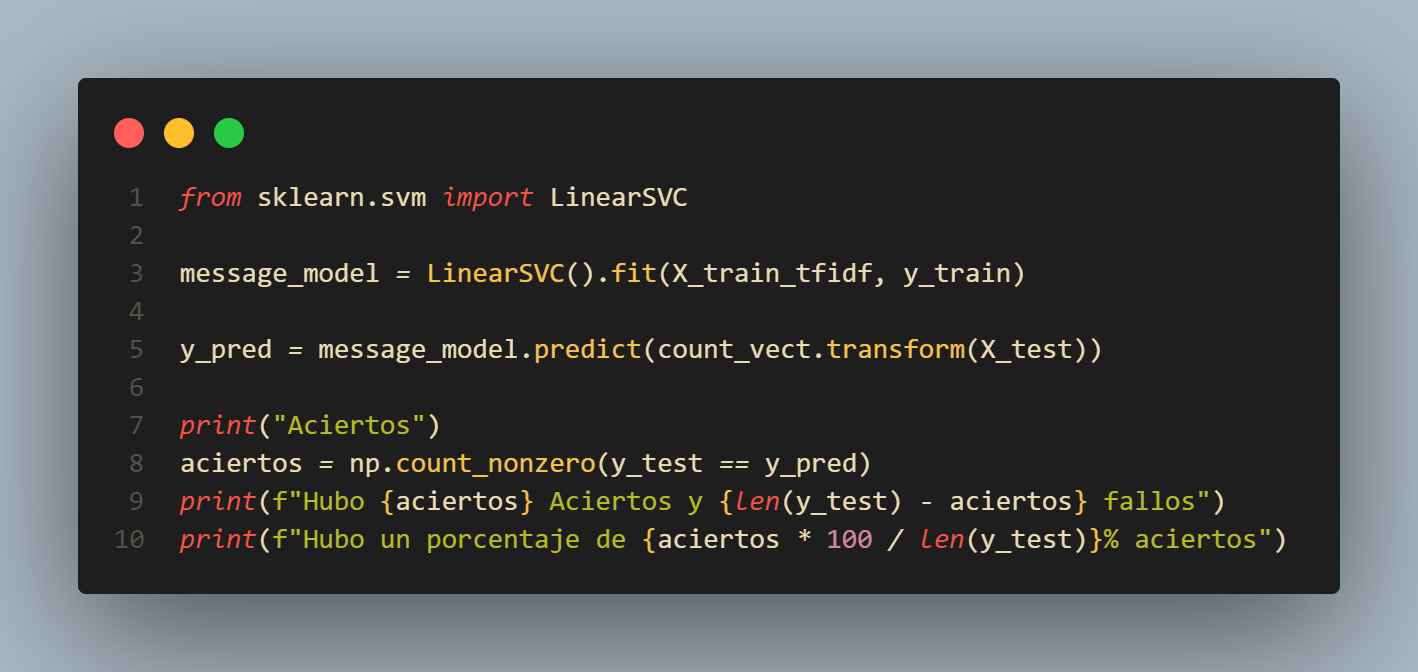 1 from sklearn.svm import LinearSVC
2
3 message_model = LinearSVC().fit(X_train_tfidf, y_train)
4
5 y_pred = message_model.predict(count_vect.transform(X_test))
6
7 print("Aciertos")
8 aciertos = np.count_nonzero(y_test == y_pred)
9 print(f"Hubo {aciertos} Aciertos y {len(y_test) - aciertos} fallos")
10 print(f"Hubo un porcentaje de {aciertos * 100 / len(y_test)}% aciertos")